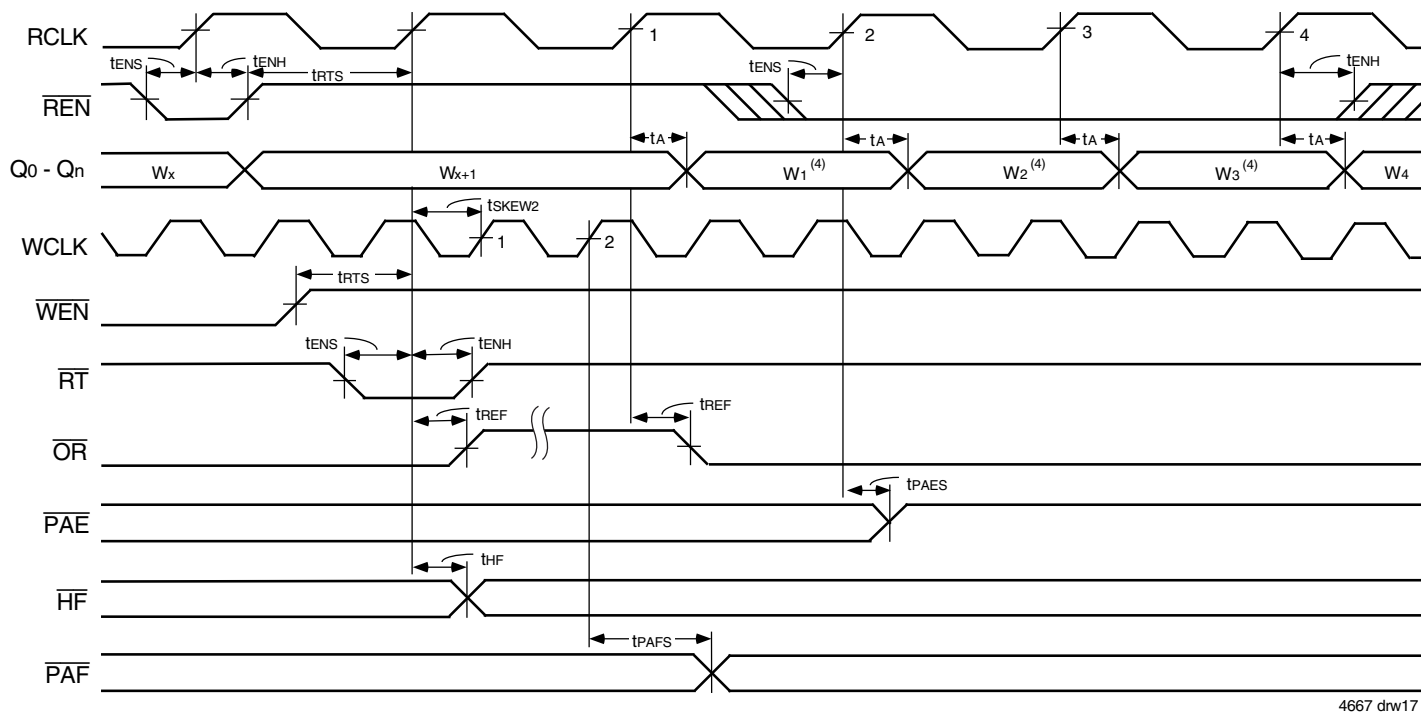 RCLK
1
2
3
4
tENS
tENH
tRTS
tENS
tENH
REN
tA
tA
tA
tA
Q0 - Qn
Wx
Wx+1
W1(4)
W2(4)
W3(4)
W4
tSKEW2
WCLK
1
2
tRTS
WEN
tENS
tENH
RT
tREF
tREF
OR
tPAES
PAE
tHF
HF
tPAFS
PAF
4667 drw17